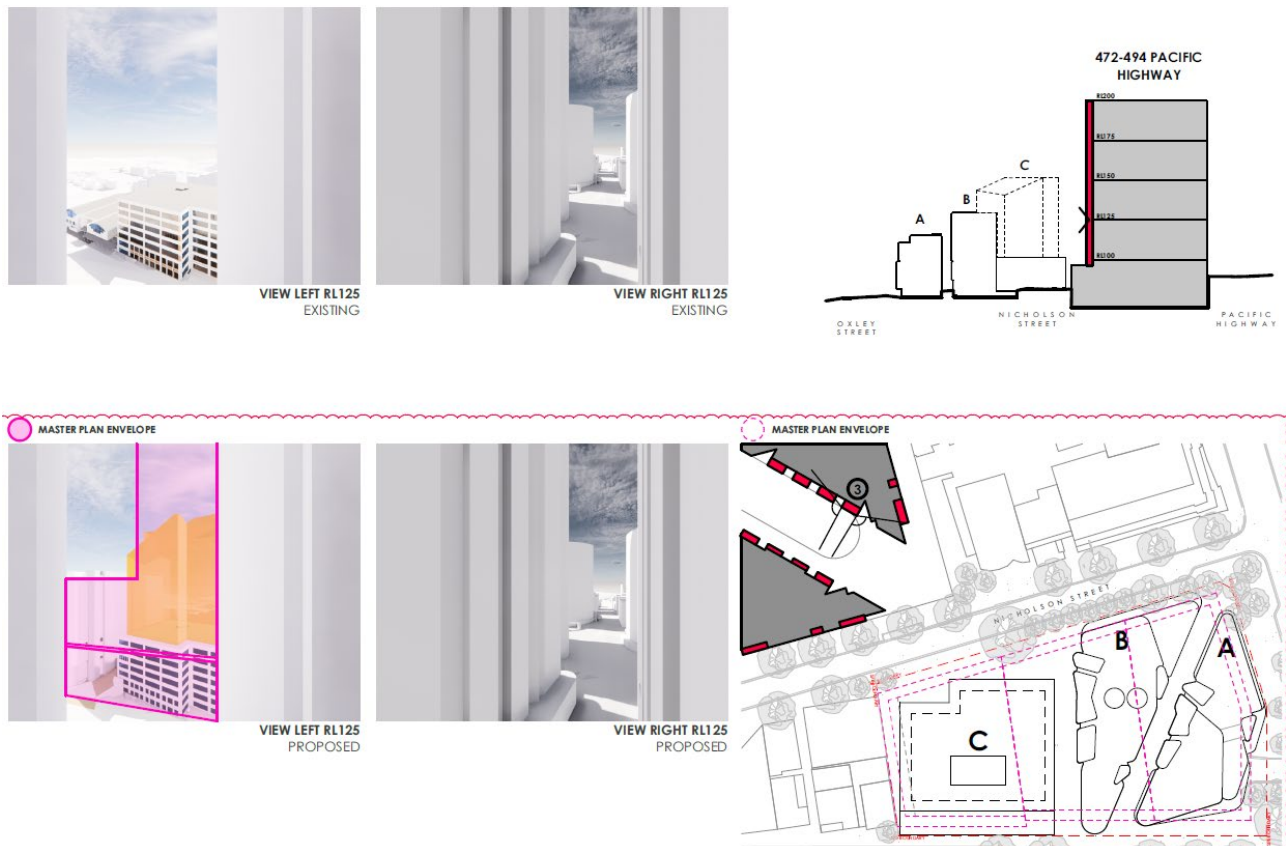 472-494 PACIFIC
HIGHWAY
RL200
RL175
RL150
RL125
RL100
C
B
A
VIEW LEFT RL125
EXISTING
VIEW RIGHT RL125
EXISTING
OXLEY
STREET
NICHOLSON
STREET
PACIFIC
HIGHWAY
MASTER PLAN ENVELOPE
MASTER PLAN ENVELOPE
3
NICHOLSON STREET
B
A
C
VIEW LEFT RL125
PROPOSED
VIEW RIGHT RL125
PROPOSED